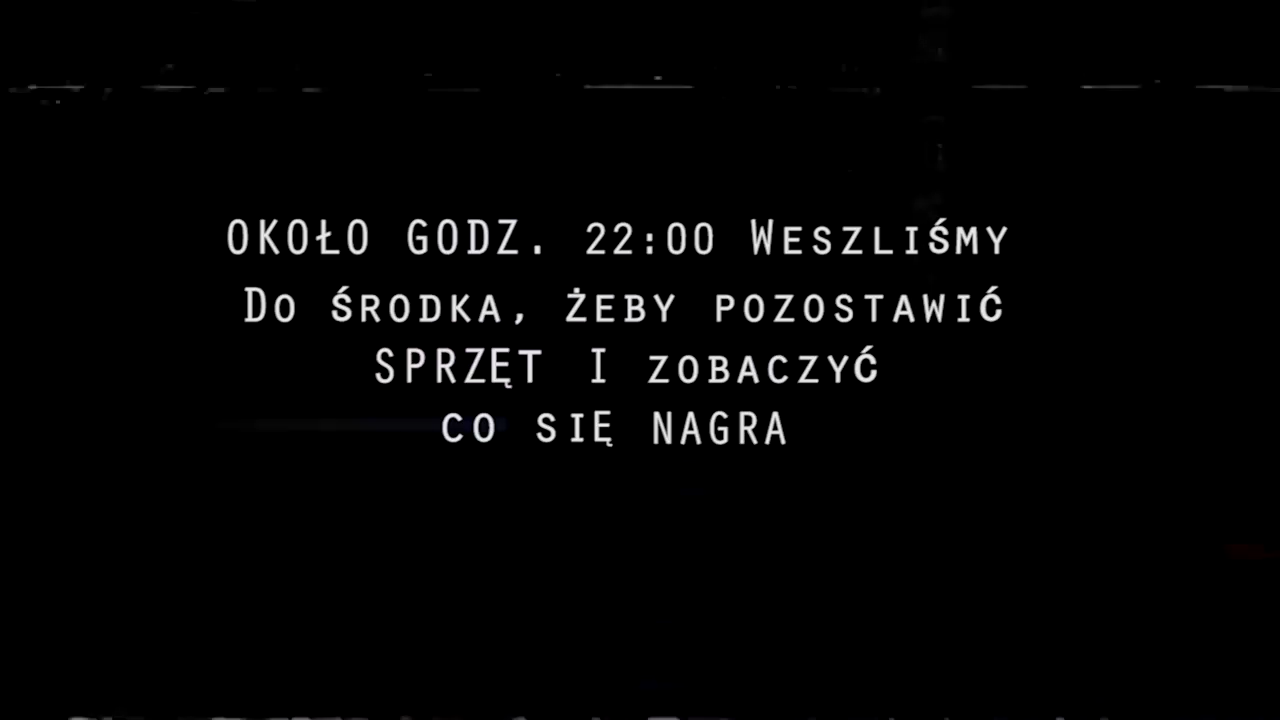 OKOŁO GODZ. 22:00 WESZLIŚMY
DO ŚRODKA, ŻEBY POZOSTAWIĆ
SPRZĘT I ZOBACZYĆ
CO SIĘ NAGRA